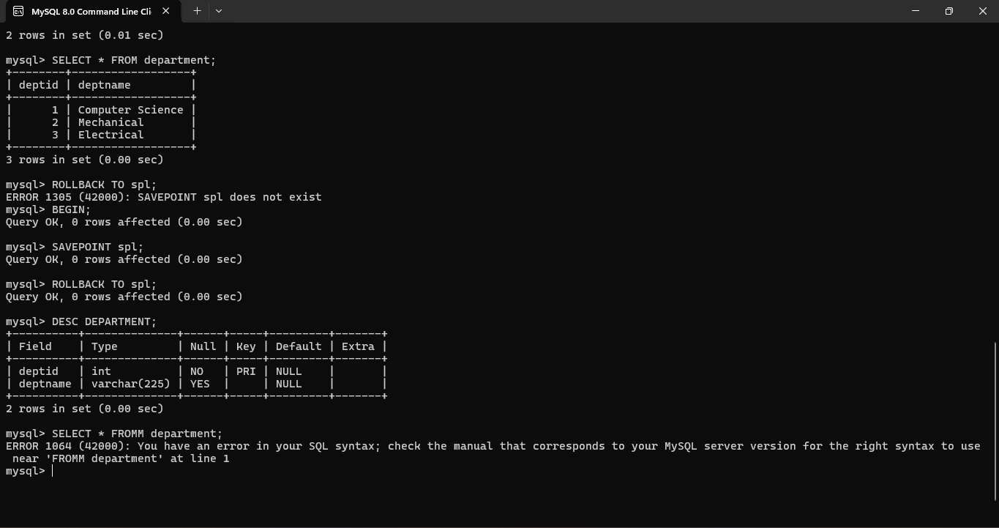 MySQL 8.0 Command Line Cli
2 rows in set (0.01 sec)
mysql> SELECT * FROM department;
+--------+------------------+
| deptid | deptname         |
+--------+------------------+
|      1 | Computer Science |
|      2 | Mechanical       |
|      3 | Electrical       |
+--------+------------------+
3 rows in set (0.00 sec)
mysql> ROLLBACK TO spl;
ERROR 1305 (42000): SAVEPOINT spl does not exist
mysql> BEGIN;
Query OK, 0 rows affected (0.00 sec)
mysql> SAVEPOINT spl;
Query OK, 0 rows affected (0.00 sec)
mysql> ROLLBACK TO spl;
Query OK, 0 rows affected (0.00 sec)
mysql> DESC DEPARTMENT;
+----------+--------------+------+-----+---------+-------+
| Field    | Type         | Null | Key | Default | Extra |
+----------+--------------+------+-----+---------+-------+
| deptid   | int          | NO   | PRI | NULL    |       |
| deptname | varchar(225) | YES  |     | NULL    |       |
+----------+--------------+------+-----+---------+-------+
2 rows in set (0.00 sec)
mysql> SELECT * FROMM department;
ERROR 1064 (42000): You have an error in your SQL syntax; check the manual that corresponds to your MySQL server version for the right syntax to use
 near 'FROMM department' at line 1
mysql>